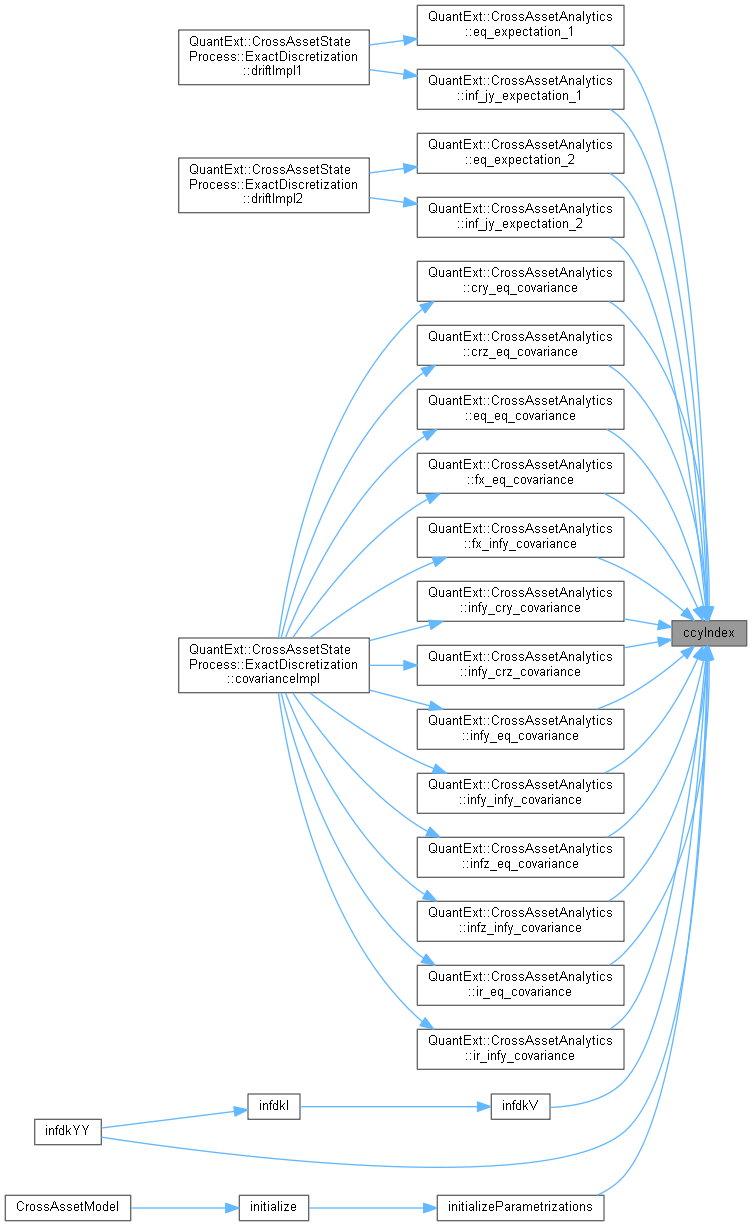 QuantExt::CrossAssetAnalytics
::eq_expectation_1
QuantExt::CrossAssetState
Process::ExactDiscretization
::driftImpl1
QuantExt::CrossAssetAnalytics
::inf_jy_expectation_1
QuantExt::CrossAssetAnalytics
::eq_expectation_2
QuantExt::CrossAssetState
Process::ExactDiscretization
::driftImpl2
QuantExt::CrossAssetAnalytics
::inf_jy_expectation_2
QuantExt::CrossAssetAnalytics
::cry_eq_covariance
QuantExt::CrossAssetAnalytics
::crz_eq_covariance
QuantExt::CrossAssetAnalytics
::eq_eq_covariance
QuantExt::CrossAssetAnalytics
::fx_eq_covariance
QuantExt::CrossAssetAnalytics
::fx_infy_covariance
QuantExt::CrossAssetAnalytics
::infy_cry_covariance
ccyIndex
QuantExt::CrossAssetState
Process::ExactDiscretization
::covarianceImpl
QuantExt::CrossAssetAnalytics
::infy_crz_covariance
QuantExt::CrossAssetAnalytics
::infy_eq_covariance
QuantExt::CrossAssetAnalytics
::infy_infy_covariance
QuantExt::CrossAssetAnalytics
::infz_eq_covariance
QuantExt::CrossAssetAnalytics
::infz_infy_covariance
QuantExt::CrossAssetAnalytics
::ir_eq_covariance
QuantExt::CrossAssetAnalytics
::ir_infy_covariance
infdkYY
infdkI
infdkV
CrossAssetModel
initialize
initializeParametrizations